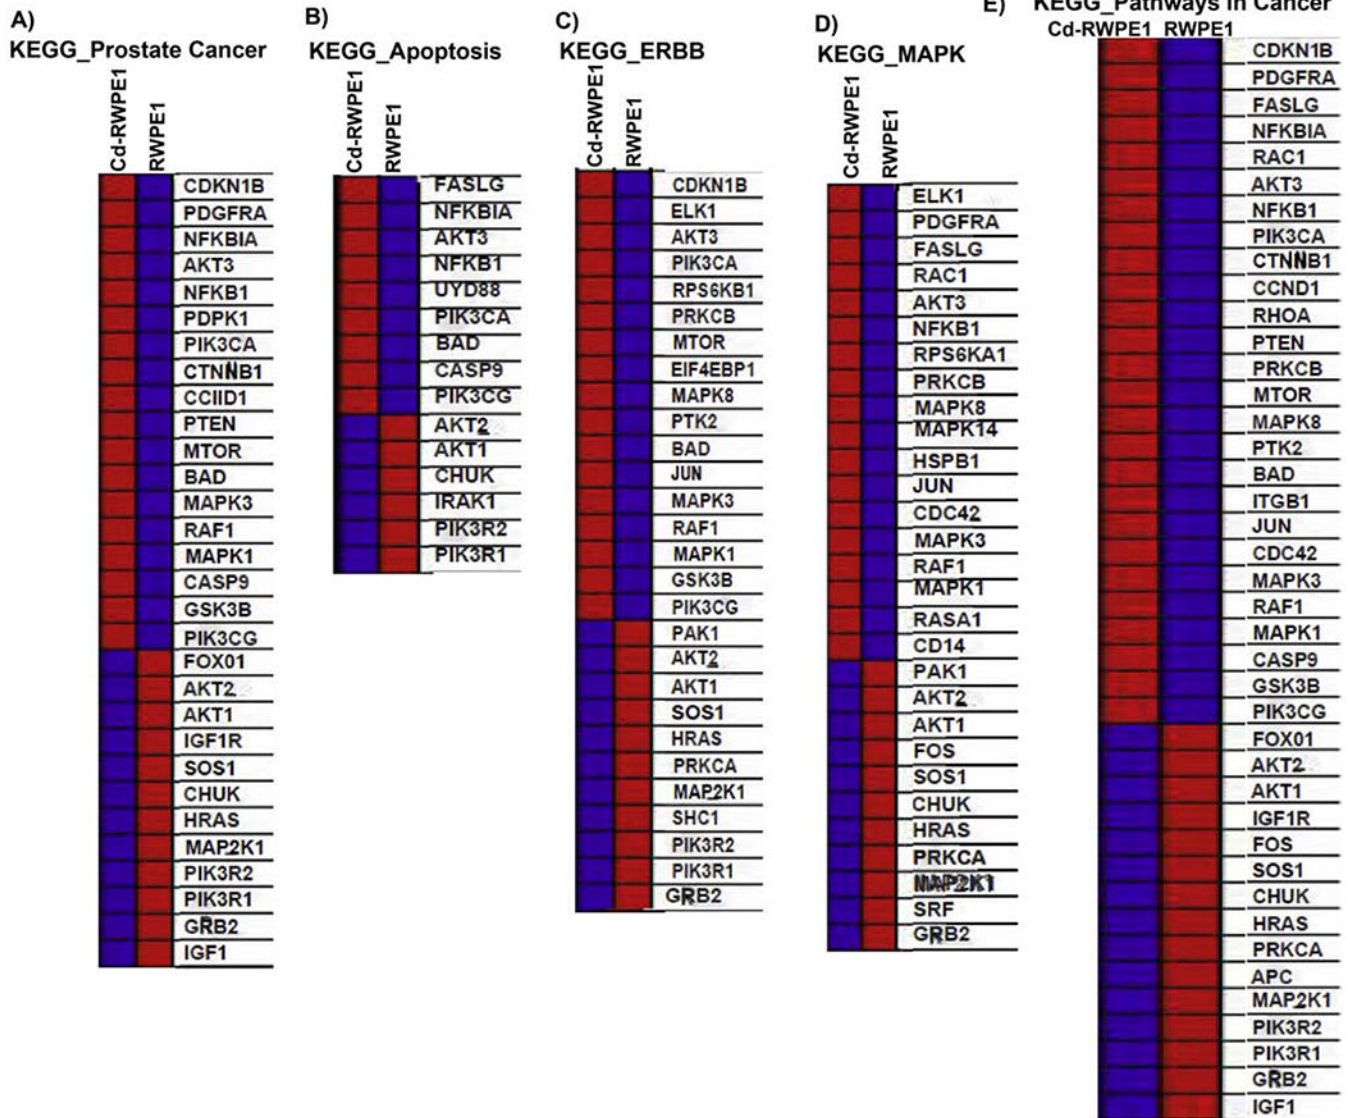 A)
KEGG_Prostate Cancer
Cd-RWPE1
RWPE1
CDKN1B
PDGFRA
NFKBIA
AKT3
NFKB1
PDPK1
PIK3CA
CTNNB1
CCIID1
PTEN
MTOR
BAD
MAPK3
RAF1
MAPK1
CASP9
GSK3B
PIK3CG
FOX01
AKT2
AKT1
IGF1R
SOS1
CHUK
HRAS
MAP2K1
PIK3R2
PIK3R1
GRB2
IGF1
B)
KEGG_Apoptosis
Cd-RWPE1
RWPE1
FASLG
NFKBIA
AKT3
NFKB1
UYD88
PIK3CA
BAD
CASP9
PIK3CG
AKT2
AKT1
CHUK
IRAK1
PIK3R2
PIK3R1
C)
KEGG_ERBB
Cd-RWPE1
RWPE1
CDKN1B
ELK1
AKT3
PIK3CA
RPS6KB1
PRKCB
MTOR
EIF4EBP1
MAPK8
PTK2
BAD
JUN
MAPK3
RAF1
MAPK1
GSK3B
PIK3CG
PAK1
AKT2
AKT1
SOS1
HRAS
PRKCA
MAP2K1
SHC1
PIK3R2
PIK3R1
GRB2
D)
KEGG_MAPK
Cd-RWPE1
RWPE1
ELK1
PDGFRA
FASLG
RAC1
AKT3
NFKB1
RPS6KA1
PRKCB
MAPK8
MAPK14
HSPB1
JUN
CDC42
MAPK3
RAF1
MAPK1
RASA1
CD14
PAK1
AKT2
AKT1
FOS
SOS1
CHUK
HRAS
PRKCA
MAP2K1
SRF
GRB2
E)
KEGG_Pathways in Cancer
Cd-RWPE1 RWPE1
CDKN1B
PDGFRA
FASLG
NFKBIA
RAC1
AKT3
NFKB1
PIK3CA
CTNNB1
CCND1
RHOA
PTEN
PRKCB
MTOR
MAPK8
PTK2
BAD
ITGB1
JUN
CDC42
MAPK3
RAF1
MAPK1
CASP9
GSK3B
PIK3CG
FOX01
AKT2
AKT1
IGF1R
FOS
SOS1
CHUK
HRAS
PRKCA
APC
MAP2K1
PIK3R2
PIK3R1
GRB2
IGF1